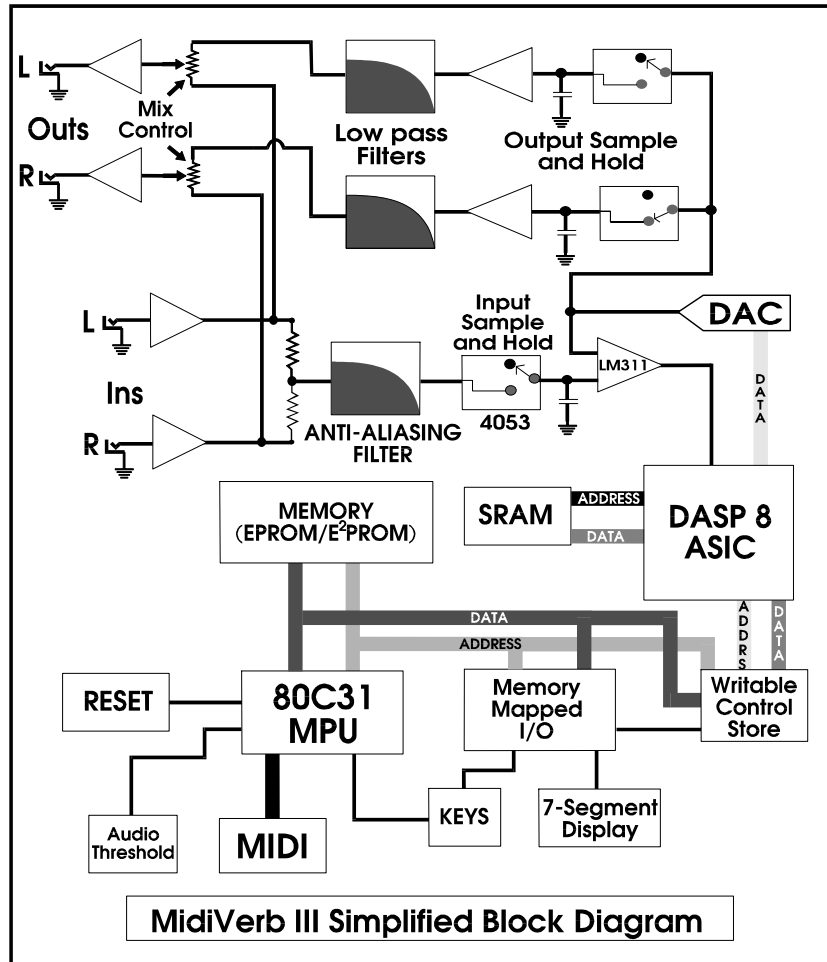 L
Outs
R
Mix
Control
Low pass
Filters
Output Sample
and Hold
L
Ins
R
Input
Sample
and Hold
4053
ANTI-ALIASING
FILTER
LM311
DAC
DATA
MEMORY
(EPROM/E²PROM)
SRAM
ADDRESS
DATA
DASP 8
ASIC
DATA
ADDRESS
ADDRS
DATA
RESET
80C31
MPU
Memory
Mapped
I/O
Writable
Control
Store
Audio
Threshold
MIDI
KEYS
7-Segment
Display
MidiVerb III Simplified Block Diagram